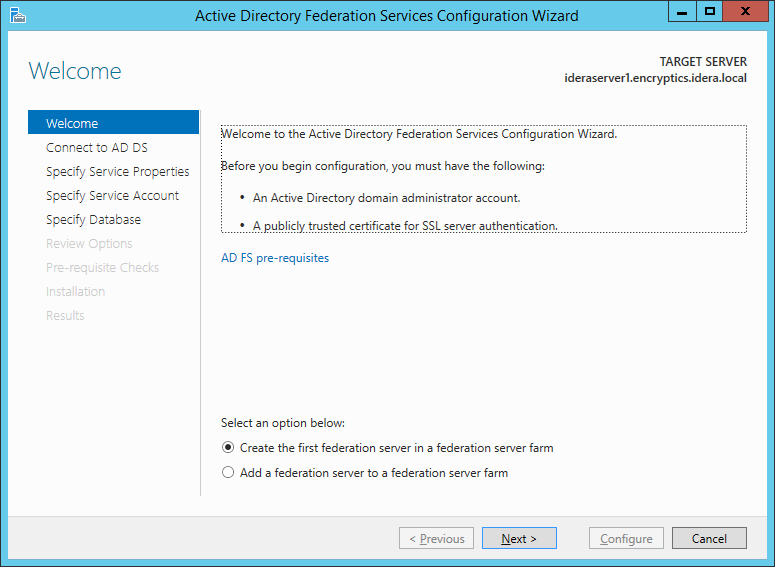 Active Directory Federation Services Configuration Wizard
Welcome
TARGET SERVER
ideraserver1.encryptics.idera.local
Welcome
Connect to AD DS
Specify Service Properties
Specify Service Account
Specify Database
Review Options
Pre-requisite Checks
Installation
Results
Welcome to the Active Directory Federation Services Configuration Wizard.
Before you begin configuration, you must have the following:
• An Active Directory domain administrator account.
• A publicly trusted certificate for SSL server authentication.
AD FS pre-requisites
Select an option below:
Create the first federation server in a federation server farm
Add a federation server to a federation server farm
< Previous
Next >
Configure
Cancel